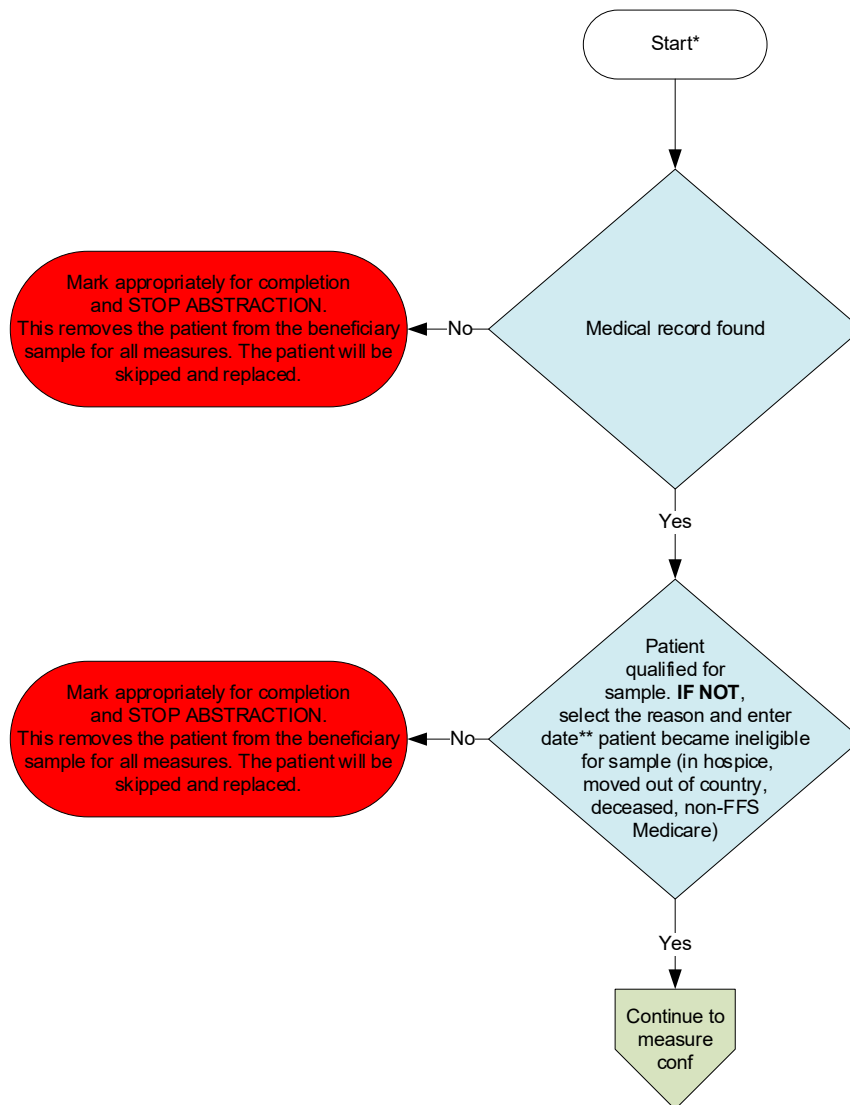 Start*
Medical record found
No
Mark appropriately for completion
and STOP ABSTRACTION.
This removes the patient from the beneficiary
sample for all measures. The patient will be
skipped and replaced.
Yes
Patient
qualified for
sample. IF NOT,
select the reason and enter
date** patient became ineligible
for sample (in hospice,
moved out of country,
deceased, non-FFS
Medicare)
No
Mark appropriately for completion
and STOP ABSTRACTION.
This removes the patient from the beneficiary
sample for all measures. The patient will be
skipped and replaced.
Yes
Continue to
measure
conf